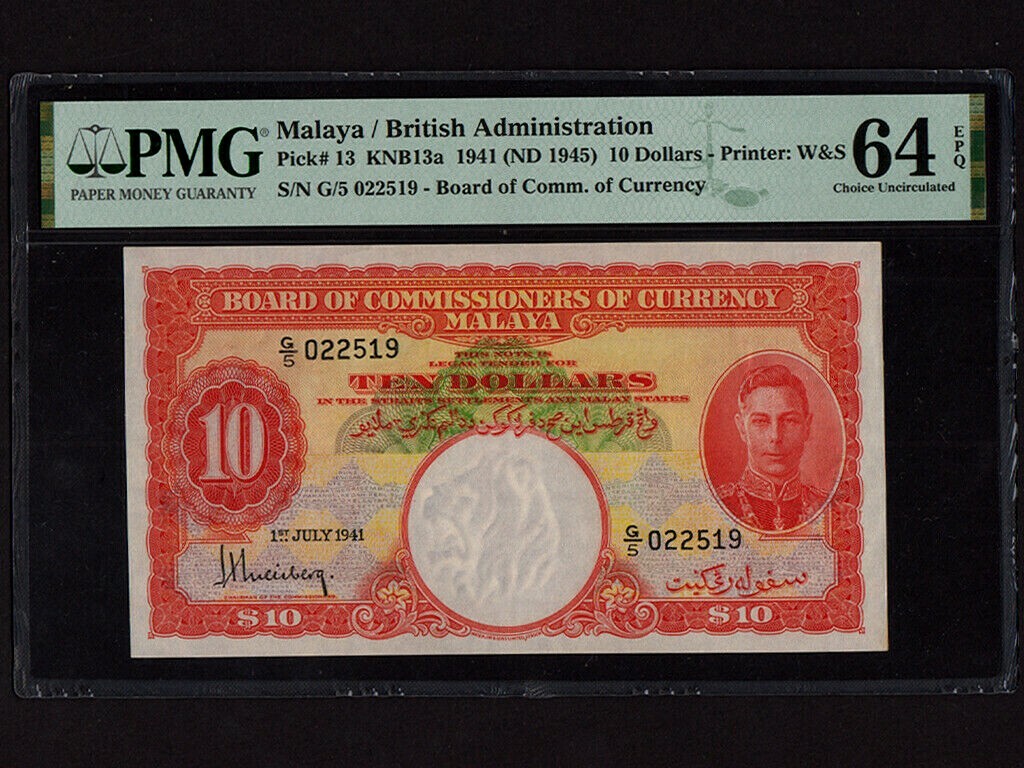 PMG®
PAPER MONEY GUARANTY
Malaya / British Administration
Pick# 13 KNB13a 1941 (ND 1945) 10 Dollars - Printer: W&S
S/N G/5 022519 - Board of Comm. of Currency
64
EPQ
Choice Uncirculated
BOARD OF COMMISSIONERS OF CURRENCY
MALAYA
G/5 022519
THIS NOTE IS
LEGAL TENDER FOR
TEN DOLLARS
IN THE STRAITS SETTLEMENTS AND MALAY STATES
10
1ST JULY 1941
G/5 022519
سڤوله رڠݢيت
$10
$10